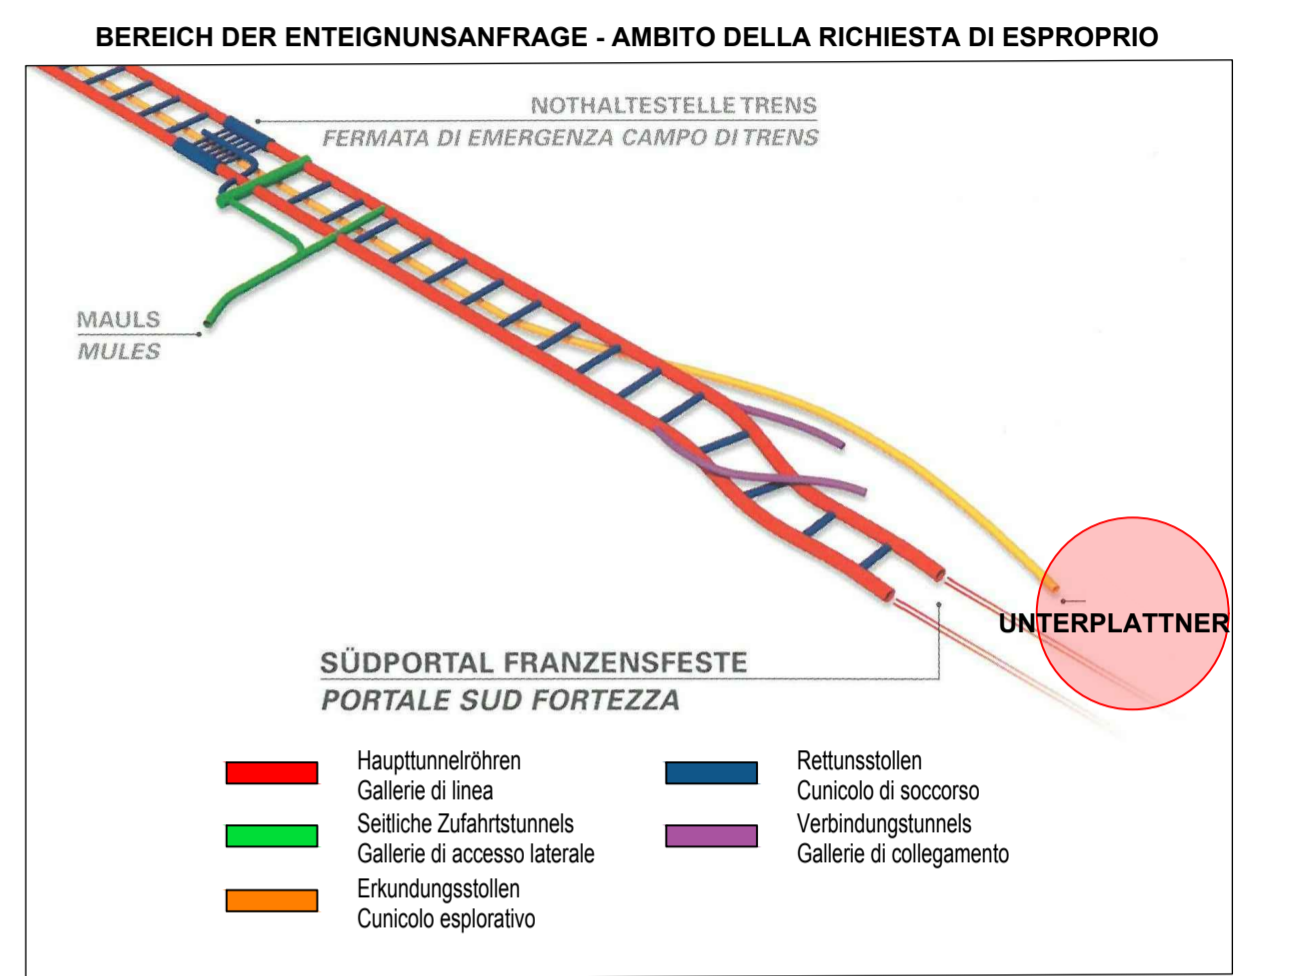 BEREICH DER ENTEIGNUNSANFRAGE - AMBITO DELLA RICHIESTA DI ESPROPRIO
NOTHALTESTELLE TRENS
FERMATA DI EMERGENZA CAMPO DI TRENS
MAULS
MULES
UNTERPLATTNER
SÜDPORTAL FRANZENSFESTE
PORTALE SUD FORTEZZA
Haupttunnelröhren
Gallerie di linea
Seitliche Zufahrtstunnels
Gallerie di accesso laterale
Erkundungsstollen
Cunicolo esplorativo
Rettunsstollen
Cunicolo di soccorso
Verbindungstunnels
Gallerie di collegamento